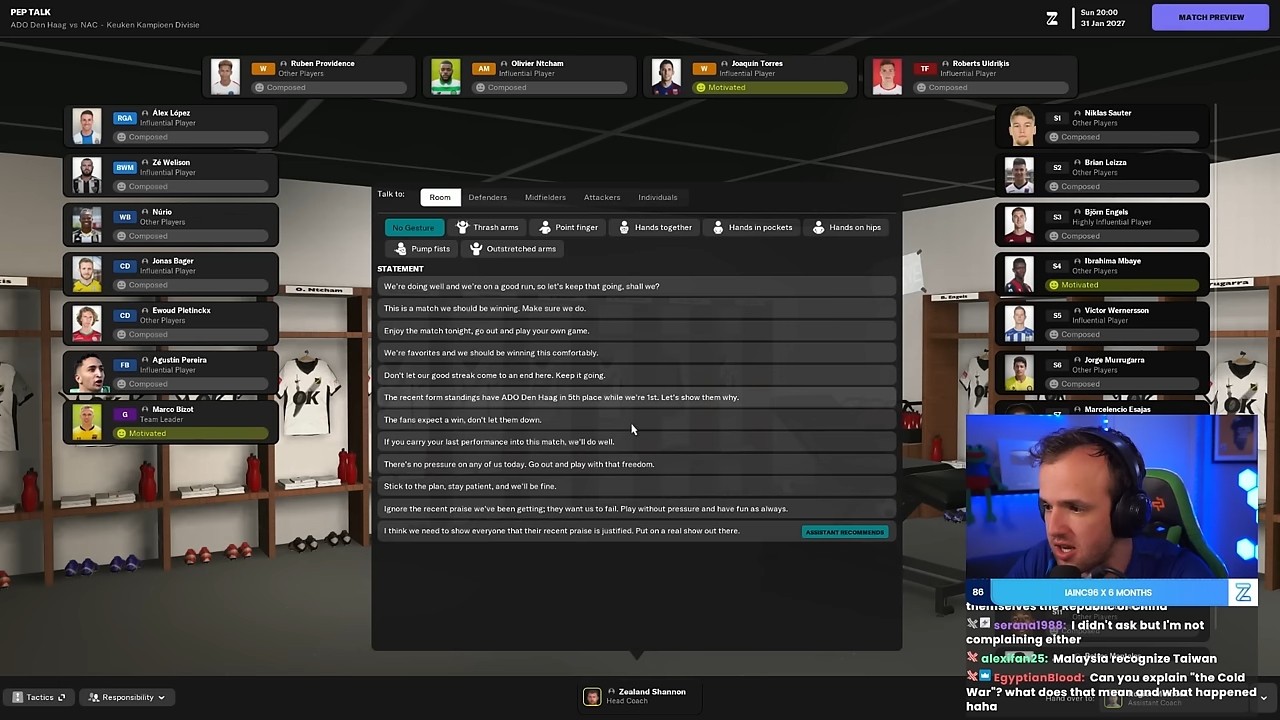 PEP TALK
ADO Den Haag vs NAC - Keuken Kampioen Divisie
Sun 20:00
31 Jan 2027
MATCH PREVIEW
W
Ruben Providence
Other Players
Composed
AM
Olivier Ntcham
Influential Player
Composed
W
Joaquín Torres
Influential Player
Motivated
TF
Roberts Uldriķis
Influential Player
Composed
RGA
Álex López
Influential Player
Composed
BWM
Zé Welison
Influential Player
Composed
WB
Núrio
Other Players
Composed
CD
Jonas Bager
Influential Player
Composed
CD
Ewoud Pletinckx
Other Players
Composed
FB
Agustín Pereira
Influential Player
Composed
G
Marco Bizot
Team Leader
Motivated
O. Ntcham
OK
Talk to:
Room
Defenders
Midfielders
Attackers
Individuals
No Gesture
Thrash arms
Point finger
Hands together
Hands in pockets
Hands on hips
Pump fists
Outstretched arms
STATEMENT
We're doing well and we're on a good run, so let's keep that going, shall we?
This is a match we should be winning. Make sure we do.
Enjoy the match tonight, go out and play your own game.
We're favorites and we should be winning this comfortably.
Don't let our good streak come to an end here. Keep it going.
The recent form standings have ADO Den Haag in 5th place while we're 1st. Let's show them why.
The fans expect a win, don't let them down.
If you carry your last performance into this match, we'll do well.
There's no pressure on any of us today. Go out and play with that freedom.
Stick to the plan, stay patient, and we'll be fine.
Ignore the recent praise we've been getting; they want us to fail. Play without pressure and have fun as always.
I think we need to show everyone that their recent praise is justified. Put on a real show out there.
ASSISTANT RECOMMENDS
B. Engels
S1
Niklas Sauter
Other Players
Composed
S2
Brian Leizza
Other Players
Composed
S3
Björn Engels
Highly Influential Player
Composed
S4
Ibrahima Mbaye
Other Players
Motivated
S5
Victor Wernersson
Influential Player
Composed
S6
Jorge Murrugarra
Other Players
Composed
Marcelencio Esajas
86
IAINC96 X 6 MONTHS
themselves the Republic of China
serana1988: I didn't ask but I'm not
complaining either
alexifan25: Malaysia recognize Taiwan
EgyptianBlood: Can you explain "the Cold
War"? what does that mean and what happened
haha
Hand over to:
Assistant Coach
Tactics
Responsibility
Zealand Shannon
Head Coach